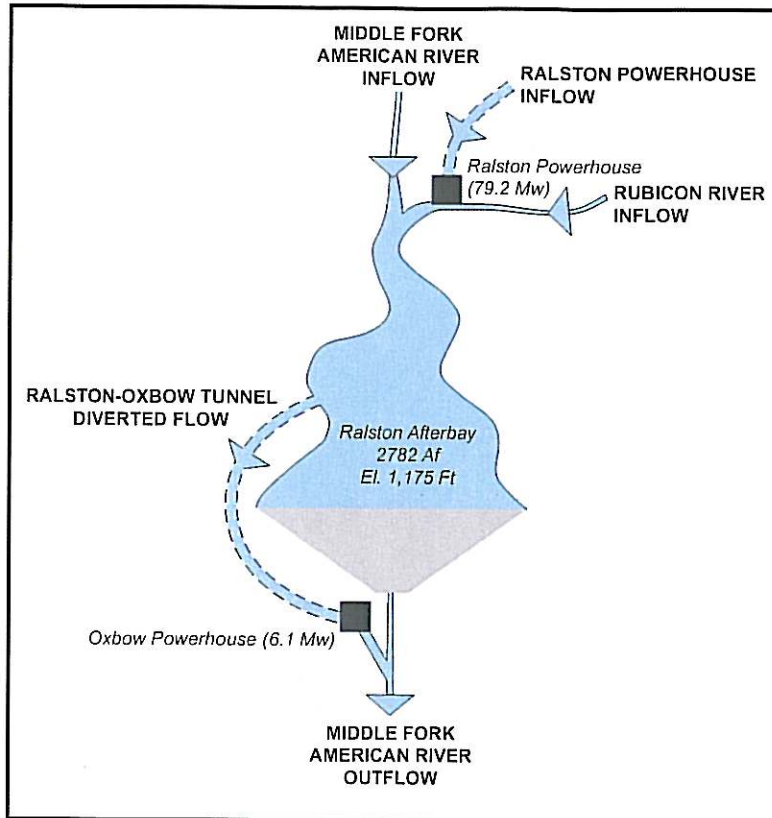 MIDDLE FORK
AMERICAN RIVER
INFLOW
RALSTON POWERHOUSE
INFLOW
Ralston Powerhouse
(79.2 Mw)
RUBICON RIVER
INFLOW
RALSTON-OXBOW TUNNEL
DIVERTED FLOW
Ralston Afterbay
2782 Af
El. 1,175 Ft
Oxbow Powerhouse (6.1 Mw)
MIDDLE FORK
AMERICAN RIVER
OUTFLOW